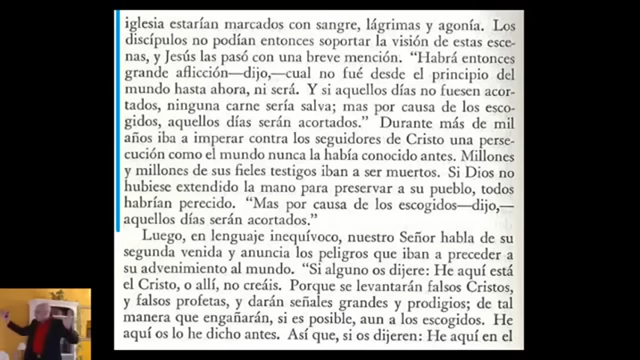 iglesia estarían marcados con sangre, lágrimas y agonía. Los
discípulos no podían entonces soportar la visión de estas esce-
nas, y Jesús las pasó con una breve mención. “Habrá entonces
grande aflicción—dijo,—cual no fué desde el principio del
mundo hasta ahora, ni será. Y si aquellos días no fuesen acor-
tados, ninguna carne sería salva; mas por causa de los esco-
gidos, aquellos días serán acortados.” Durante más de mil
años iba a imperar contra los seguidores de Cristo una perse-
cución como el mundo nunca la había conocido antes. Millones
y millones de sus fieles testigos iban a ser muertos. Si Dios no
hubiese extendido la mano para preservar a su pueblo, todos
habrían perecido. “Mas por causa de los escogidos—dijo,—
aquellos días serán acortados.”
Luego, en lenguaje inequívoco, nuestro Señor habla de su
segunda venida y anuncia los peligros que iban a preceder a
su advenimiento al mundo. “Si alguno os dijere: He aquí está
el Cristo, o allí, no creáis. Porque se levantarán falsos Cristos,
y falsos profetas, y darán señales grandes y prodigios; de tal
manera que engañarán, si es posible, aun a los escogidos. He
aquí os lo he dicho antes. Así que, si os dijeren: He aquí en el